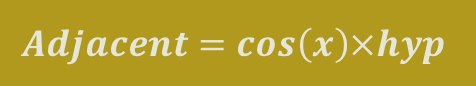 Adjacent = cos(x)×hyp